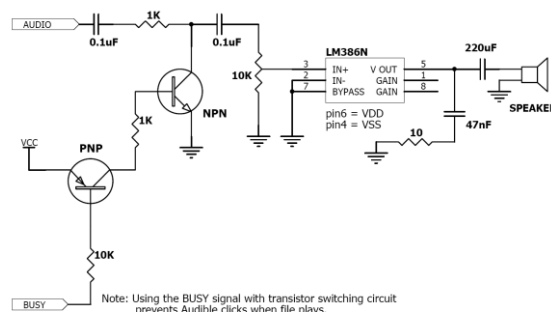 AUDIO
1K
0.1uF
0.1uF
10K
NPN
1K
LM386N
3 IN+ V OUT 5
2 IN- GAIN 1
7 BYPASS GAIN 8
pin6 = VDD
pin4 = VSS
220uF
SPEAKER
47nF
10
VCC
PNP
10K
BUSY
Note: Using the BUSY signal with transistor switching circuit
prevents Audible clicks when file plays.